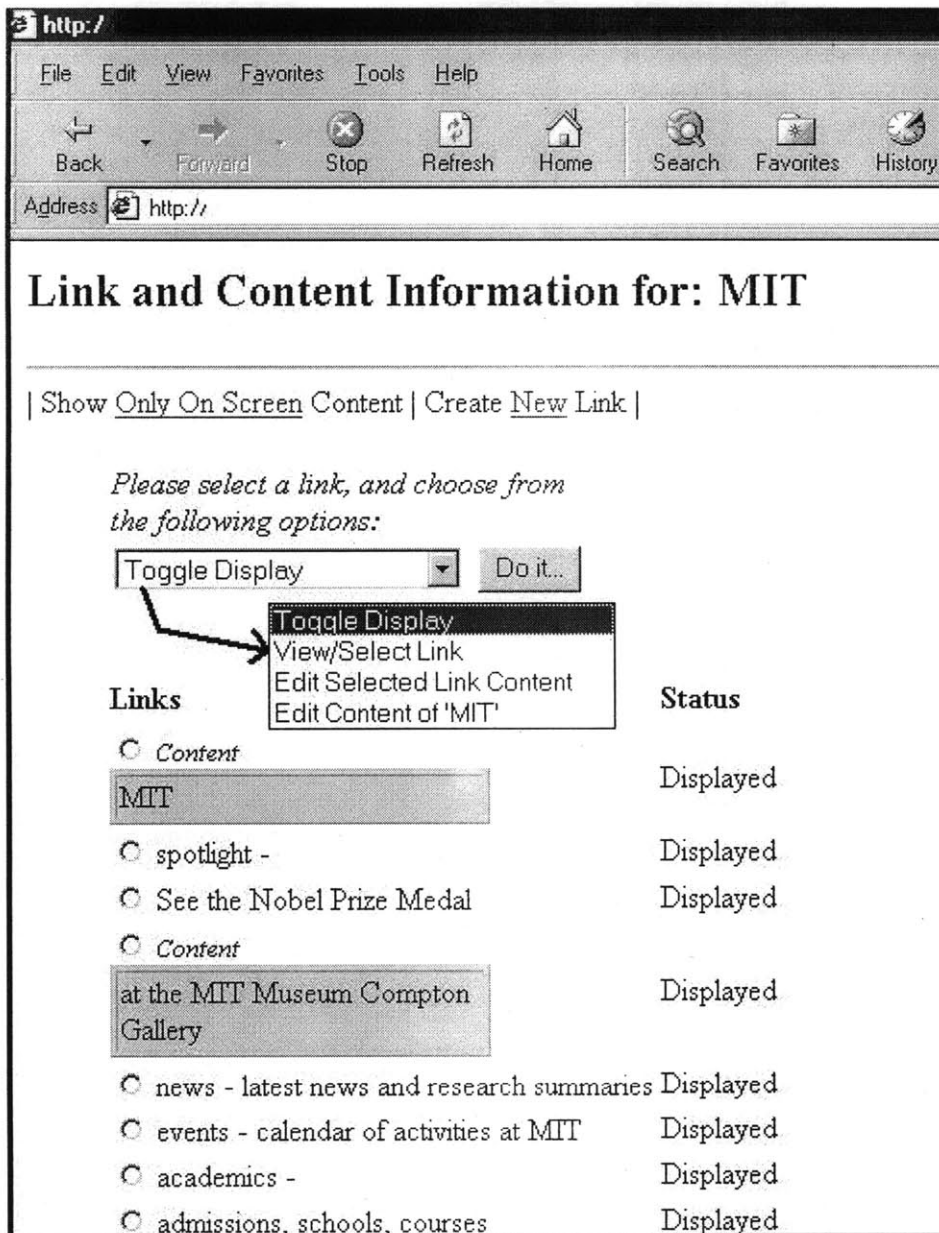 http:/
File Edit View Favorites Tools Help
Back Forward Stop Refresh Home Search Favorites History
Address http://
Link and Content Information for: MIT
| Show Only On Screen Content | Create New Link |
Please select a link, and choose from
the following options:
Toggle Display Do it...
Toggle Display
View/Select Link
Edit Selected Link Content
Edit Content of 'MIT'
Links Status
Content
MIT Displayed
spotlight - Displayed
See the Nobel Prize Medal Displayed
Content
at the MIT Museum Compton
Gallery Displayed
news - latest news and research summaries Displayed
events - calendar of activities at MIT Displayed
academics - Displayed
admissions, schools, courses Displayed